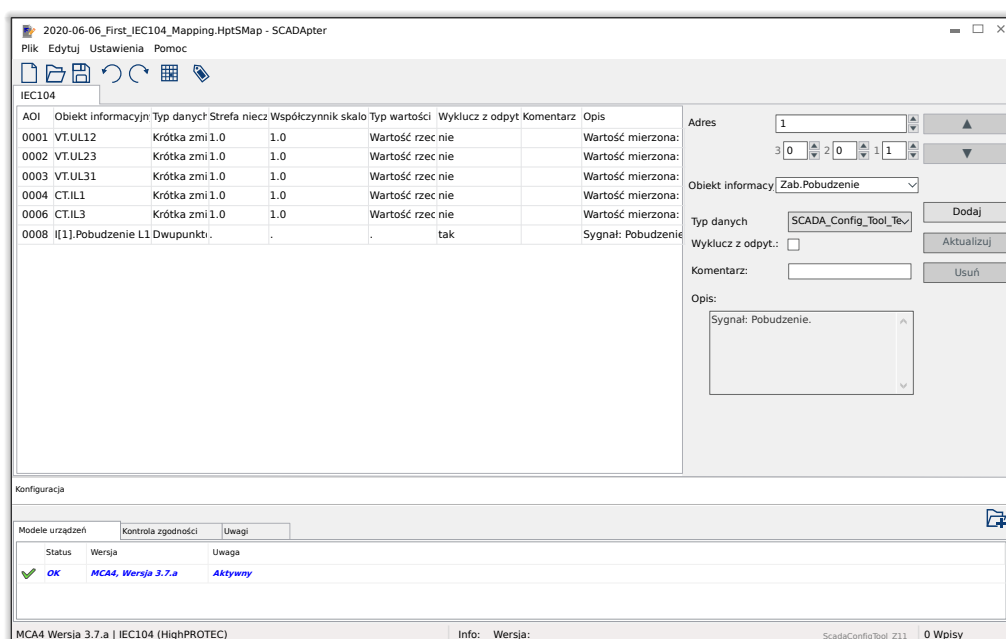 2020-06-06_First_IEC104_Mapping.HptSMap - SCADApter
Plik Edytuj Ustawienia Pomoc
IEC104
AOI Obiekt informacyjn Typ danych Strefa niecz Współczynnik skalo Typ wartości Wyklucz z odpyt Komentarz Opis
0001 VT.UL12 Krótka zmi 1.0 1.0 Wartość rzec nie Wartość mierzona:
0002 VT.UL23 Krótka zmi 1.0 1.0 Wartość rzec nie Wartość mierzona:
0003 VT.UL31 Krótka zmi 1.0 1.0 Wartość rzec nie Wartość mierzona:
0004 CT.IL1 Krótka zmi 1.0 1.0 Wartość rzec nie Wartość mierzona:
0006 CT.IL3 Krótka zmi 1.0 1.0 Wartość rzec nie Wartość mierzona:
0008 I[1].Pobudzenie L1 Dwupunkt . . . tak Sygnał: Pobudzenie
Adres 1
3 0 2 0 1 1
Obiekt informacy Zab.Pobudzenie
Typ danych SCADA_Config_Tool_Te
Wyklucz z odpyt.:
Komentarz:
Opis:
Sygnał: Pobudzenie.
Dodaj
Aktualizuj
Usuń
Konfiguracja
Modele urządzeń Kontrola zgodności Uwagi
Status Wersja Uwaga
OK MCA4, Wersja 3.7.a Aktywny
MCA4 Wersja 3.7.a | IEC104 (HighPROTEC) Info: Wersja: ScadaConfigTool_Z11 0 Wpisy